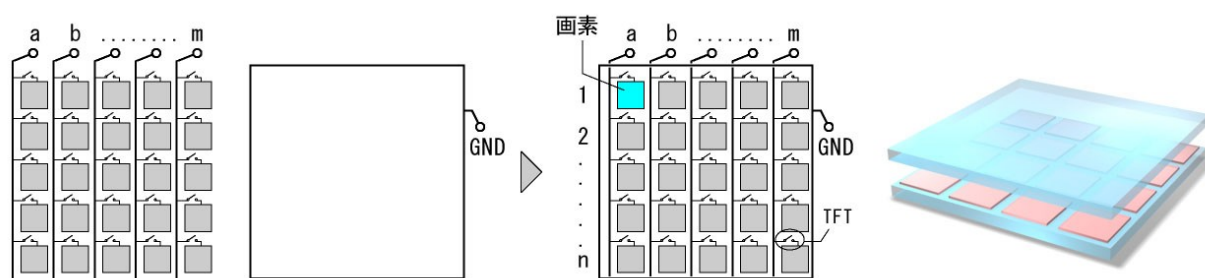 a b ........ m
GND
画素
a b ........ m
1
2
.
.
.
.
.
n
GND
TFT